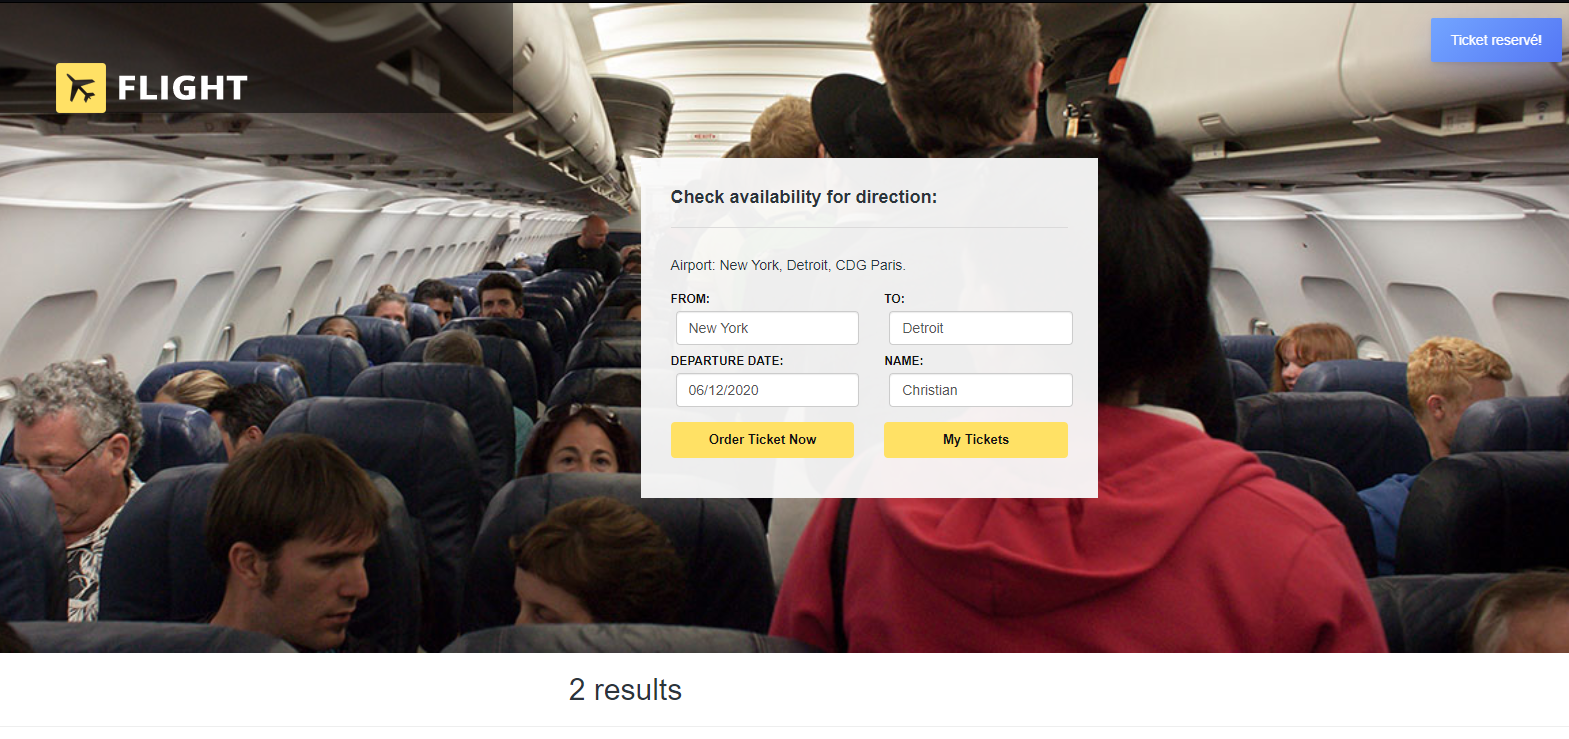 FLIGHT
Ticket reservé!
EXIT
Check availability for direction:
Airport: New York, Detroit, CDG Paris.
FROM: TO:
New York Detroit
DEPARTURE DATE: NAME:
06/12/2020 Christian
Order Ticket Now My Tickets
2 results